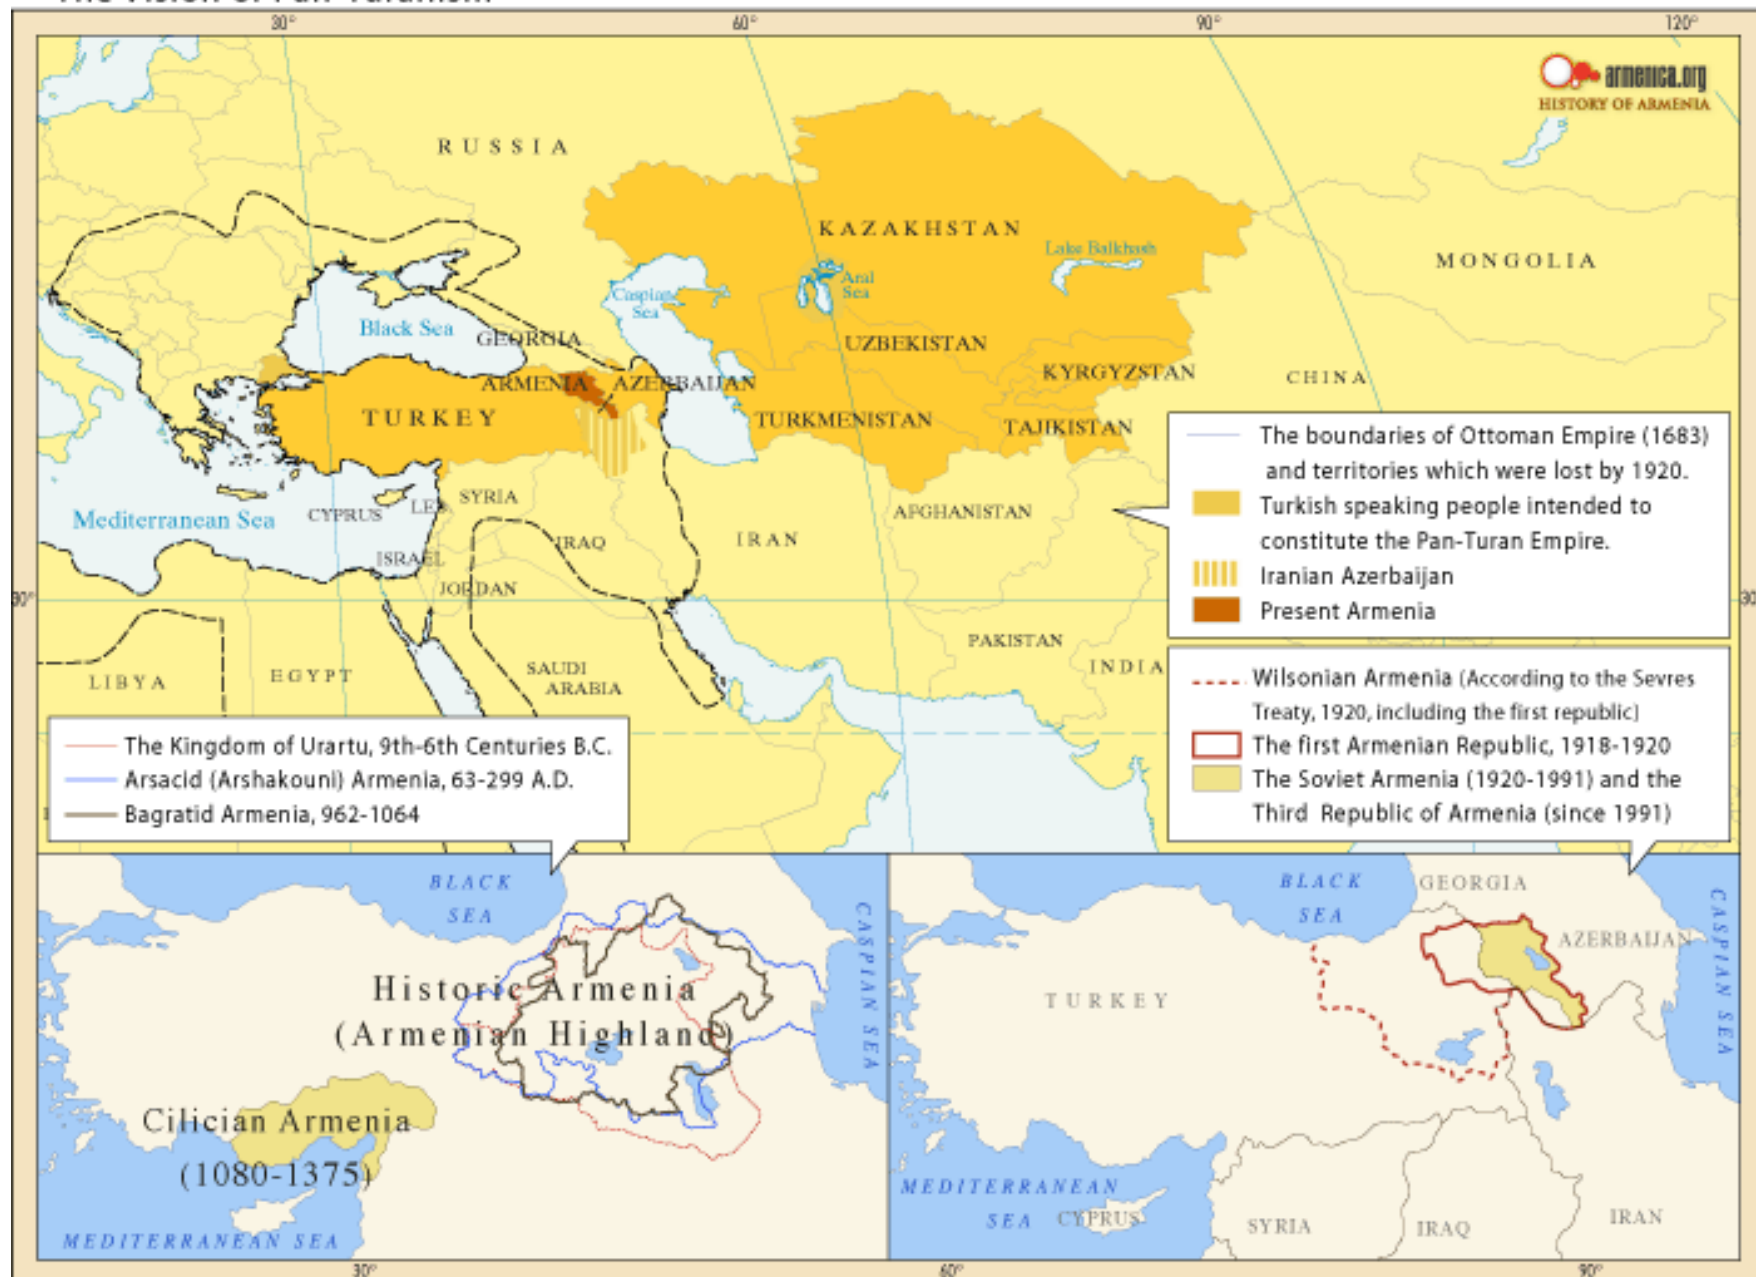 The Vision of Pan-Turanism
30° 60° 90° 120°
armenica.org
HISTORY OF ARMENIA
RUSSIA
KAZAKHSTAN
Lake Balkhash
MONGOLIA
Aral
Sea
Caspian
Sea
Black Sea
GEORGIA
UZBEKISTAN
KYRGYZSTAN
CHINA
ARMENIA
AZERBAIJAN
TURKEY
TURKMENISTAN
TAJIKISTAN
The boundaries of Ottoman Empire (1683)
and territories which were lost by 1920.
Turkish speaking people intended to
constitute the Pan-Turan Empire.
Iranian Azerbaijan
Present Armenia
SYRIA
LEB
CYPRUS
Mediterranean Sea
AFGHANISTAN
IRAQ
IRAN
ISRAEL
JORDAN
30°
30
PAKISTAN
INDIA
LIBYA
EGYPT
SAUDI
ARABIA
Wilsonian Armenia (According to the Sevres
Treaty, 1920, including the first republic)
The first Armenian Republic, 1918-1920
The Soviet Armenia (1920-1991) and the
Third Republic of Armenia (since 1991)
The Kingdom of Urartu, 9th-6th Centuries B.C.
Arsacid (Arshakouni) Armenia, 63-299 A.D.
Bagratid Armenia, 962-1064
BLACK
SEA
CASPIAN SEA
Historic Armenia
(Armenian Highland)
Cilician Armenia
(1080-1375)
MEDITERRANEAN SEA
BLACK
SEA
GEORGIA
AZERBAIJAN
CASPIAN SEA
TURKEY
MEDITERRANEAN
SEA
CYPRUS
SYRIA
IRAQ
IRAN
30° 60° 90°